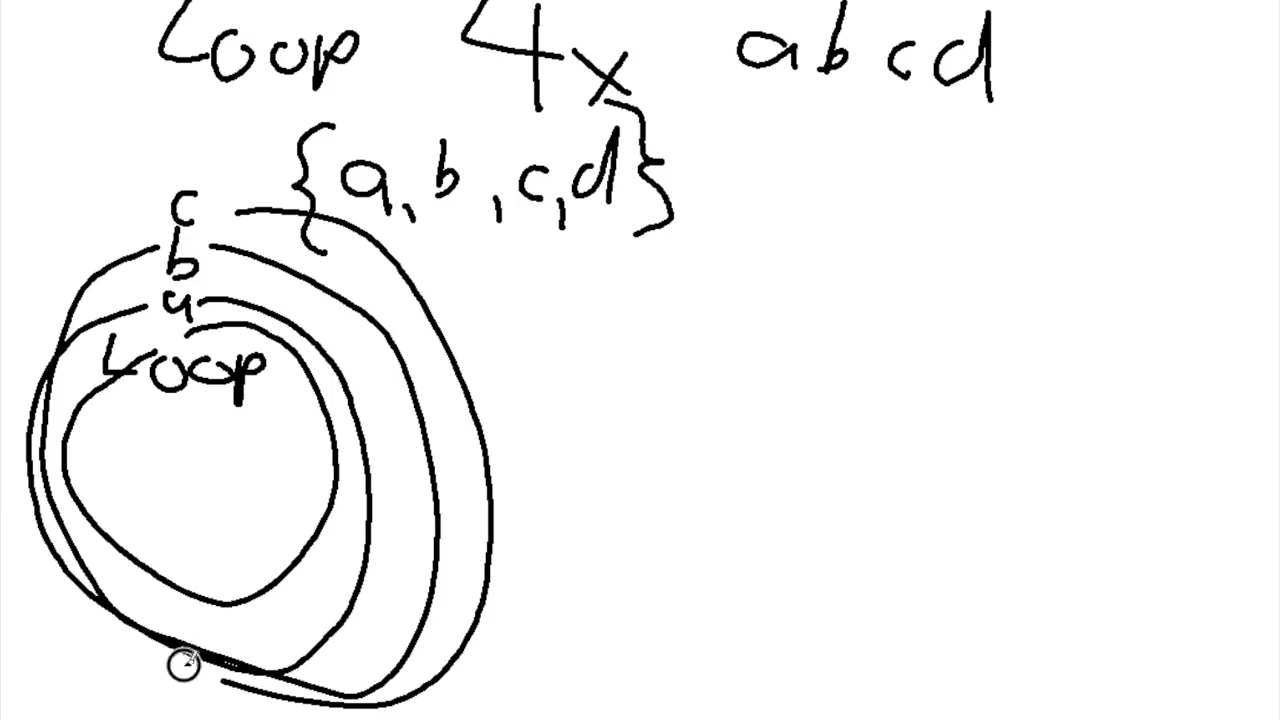 Loop 4x abcd
{a,b,c,d}
c
b
a
Loop